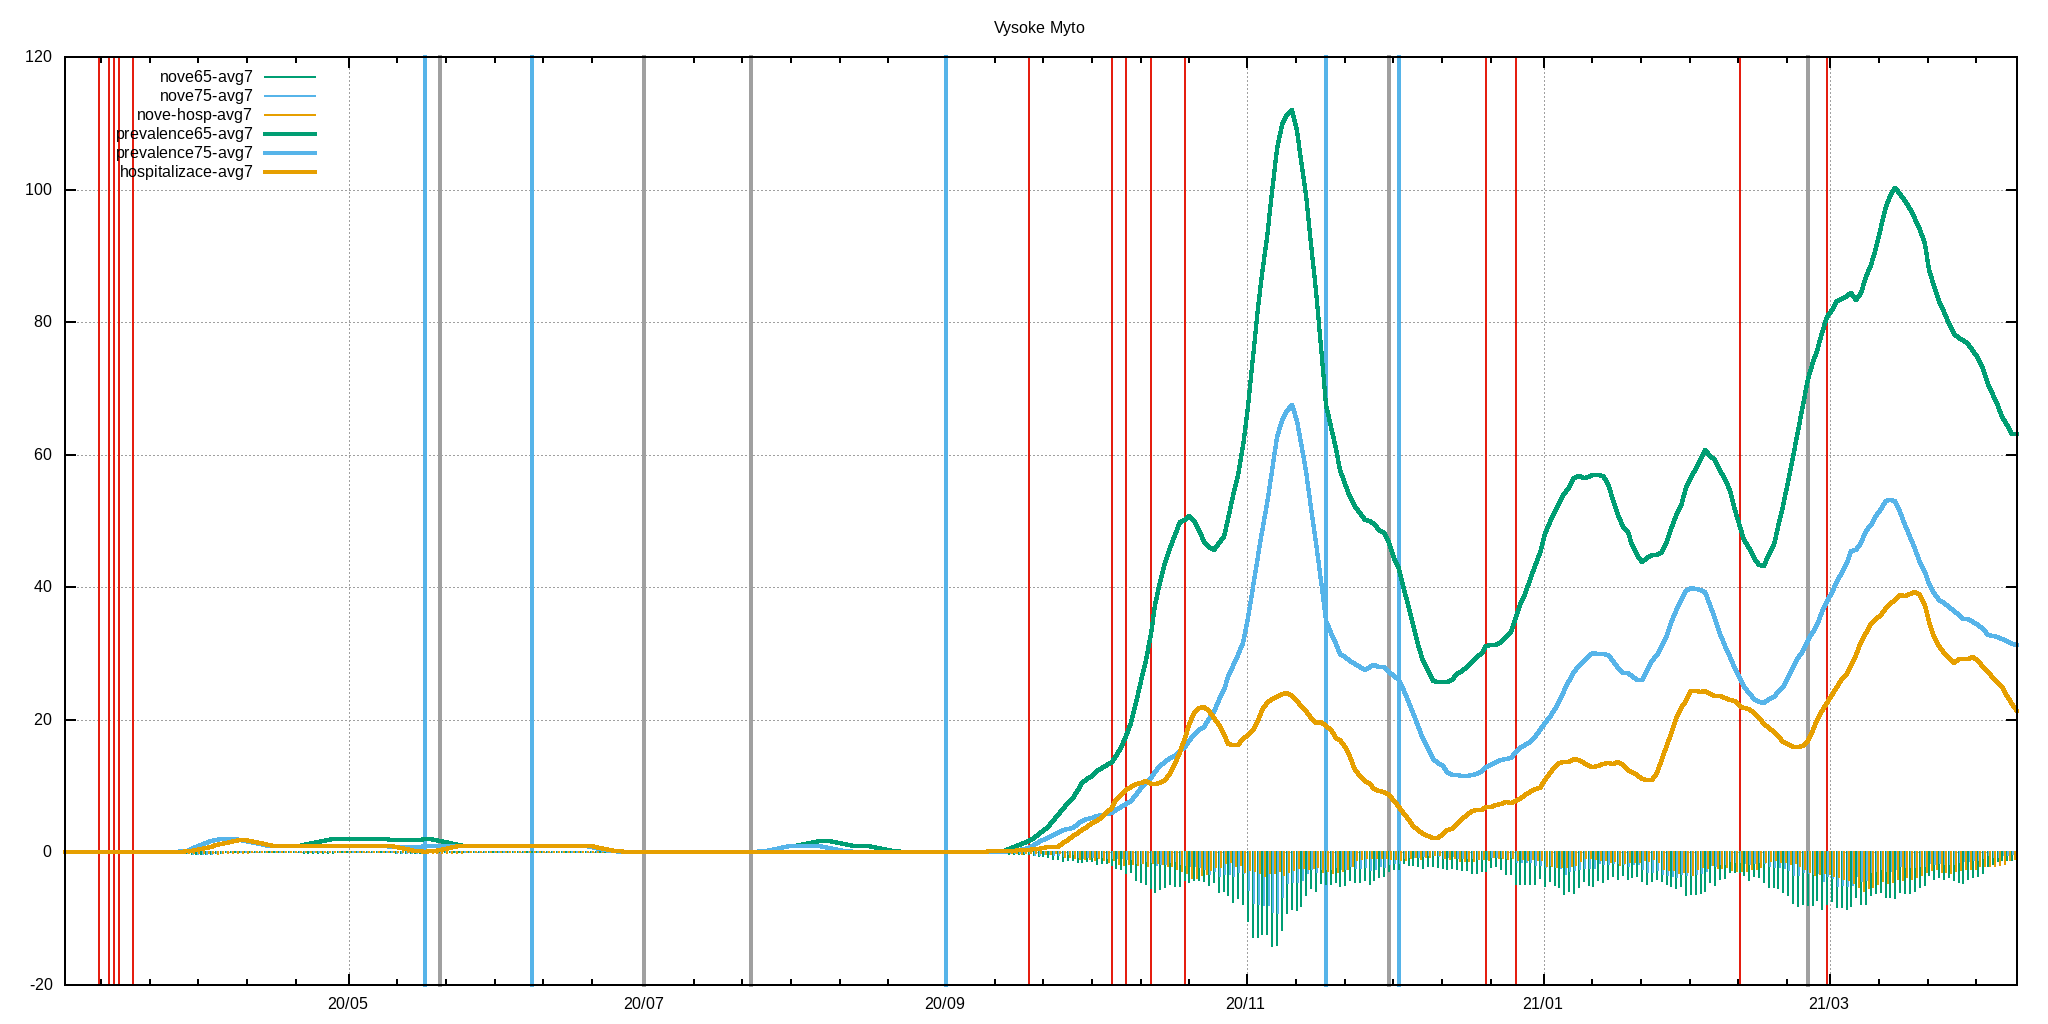 Vysoke Myto
120
100
80
60
40
20
0
-20
nove65-avg7
nove75-avg7
nove-hosp-avg7
prevalence65-avg7
prevalence75-avg7
hospitalizace-avg7
20/05
20/07
20/09
20/11
21/01
21/03